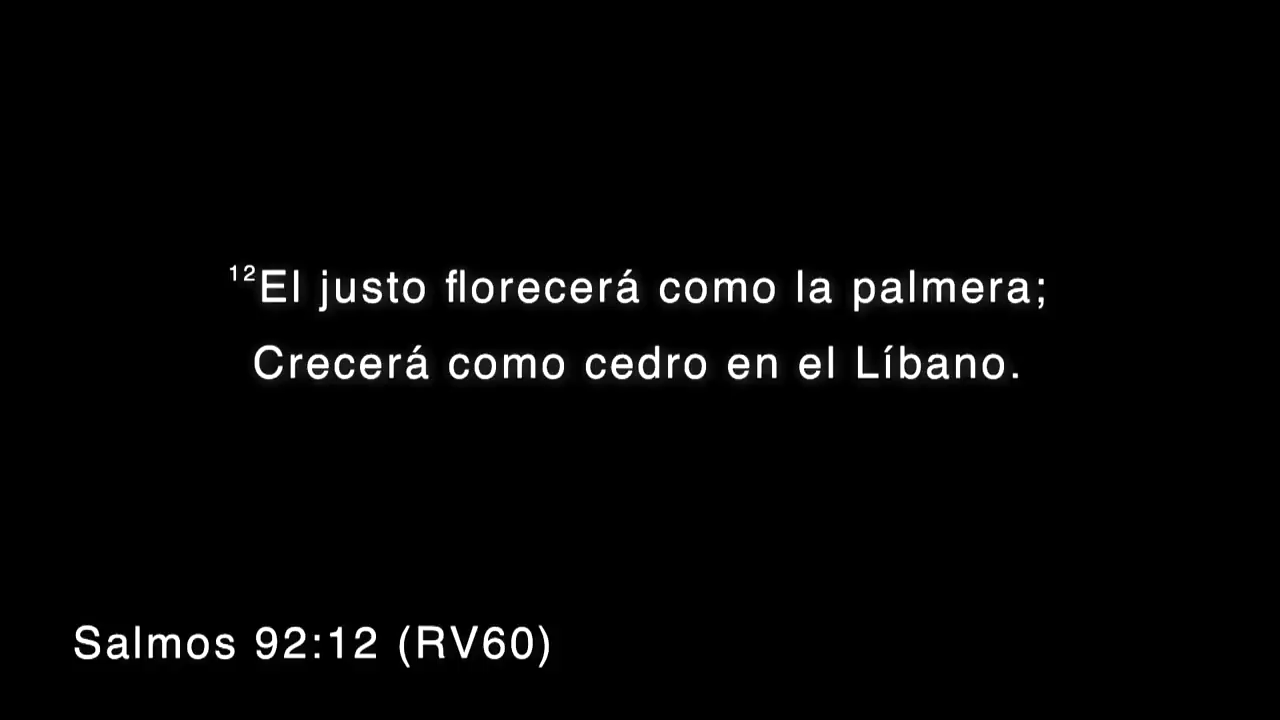 ¹²El justo florecerá como la palmera;
Crecerá como cedro en el Líbano.
Salmos 92:12 (RV60)